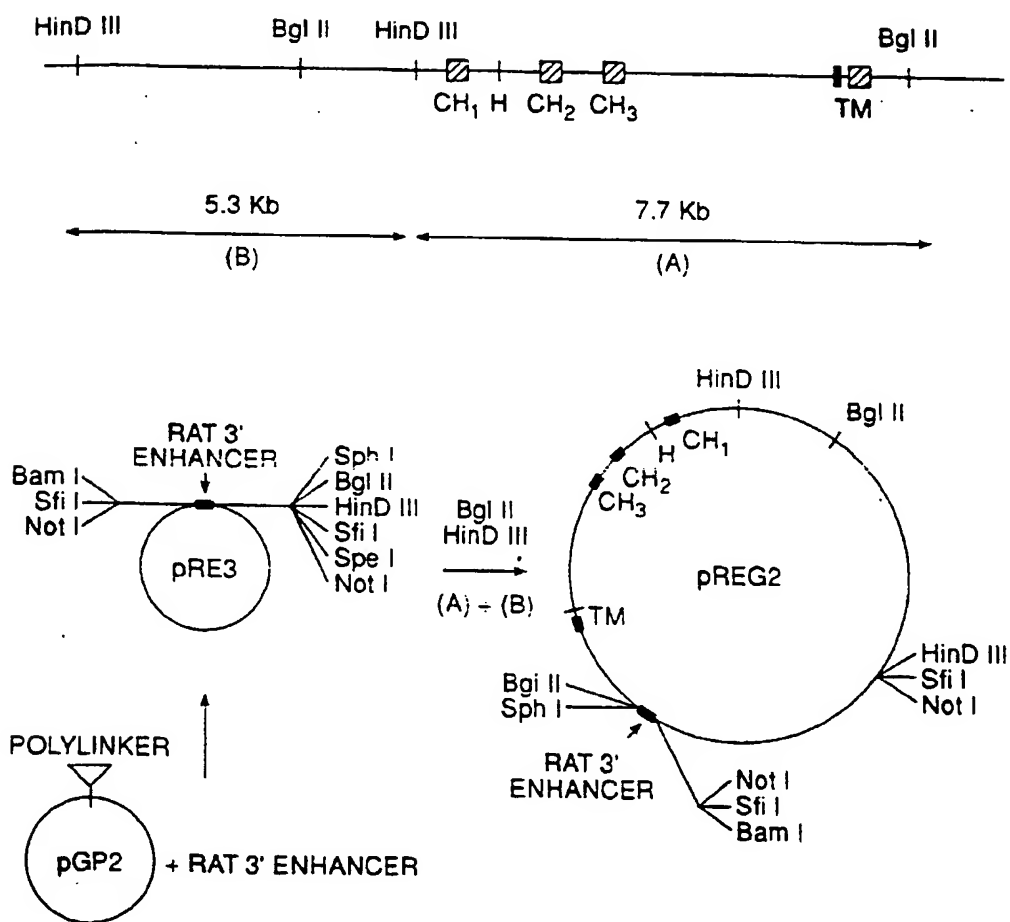 HinD III
Bgl II
HinD III
Bgl II
CH1
H
CH2
CH3
TM
5.3 Kb
(B)
7.7 Kb
(A)
RAT 3'
ENHANCER
Bam I
Sfi I
Not I
Sph I
Bgl II
HinD III
Sfi I
Spe I
Not I
pRE3
Bgl II
HinD III
(A) + (B)
HinD III
Bgl II
CH1
H
CH2
CH3
pREG2
TM
Bgl II
Sph I
HinD III
Sfi I
Not I
RAT 3'
ENHANCER
Not I
Sfi I
Bam I
POLYLINKER
pGP2
+ RAT 3' ENHANCER